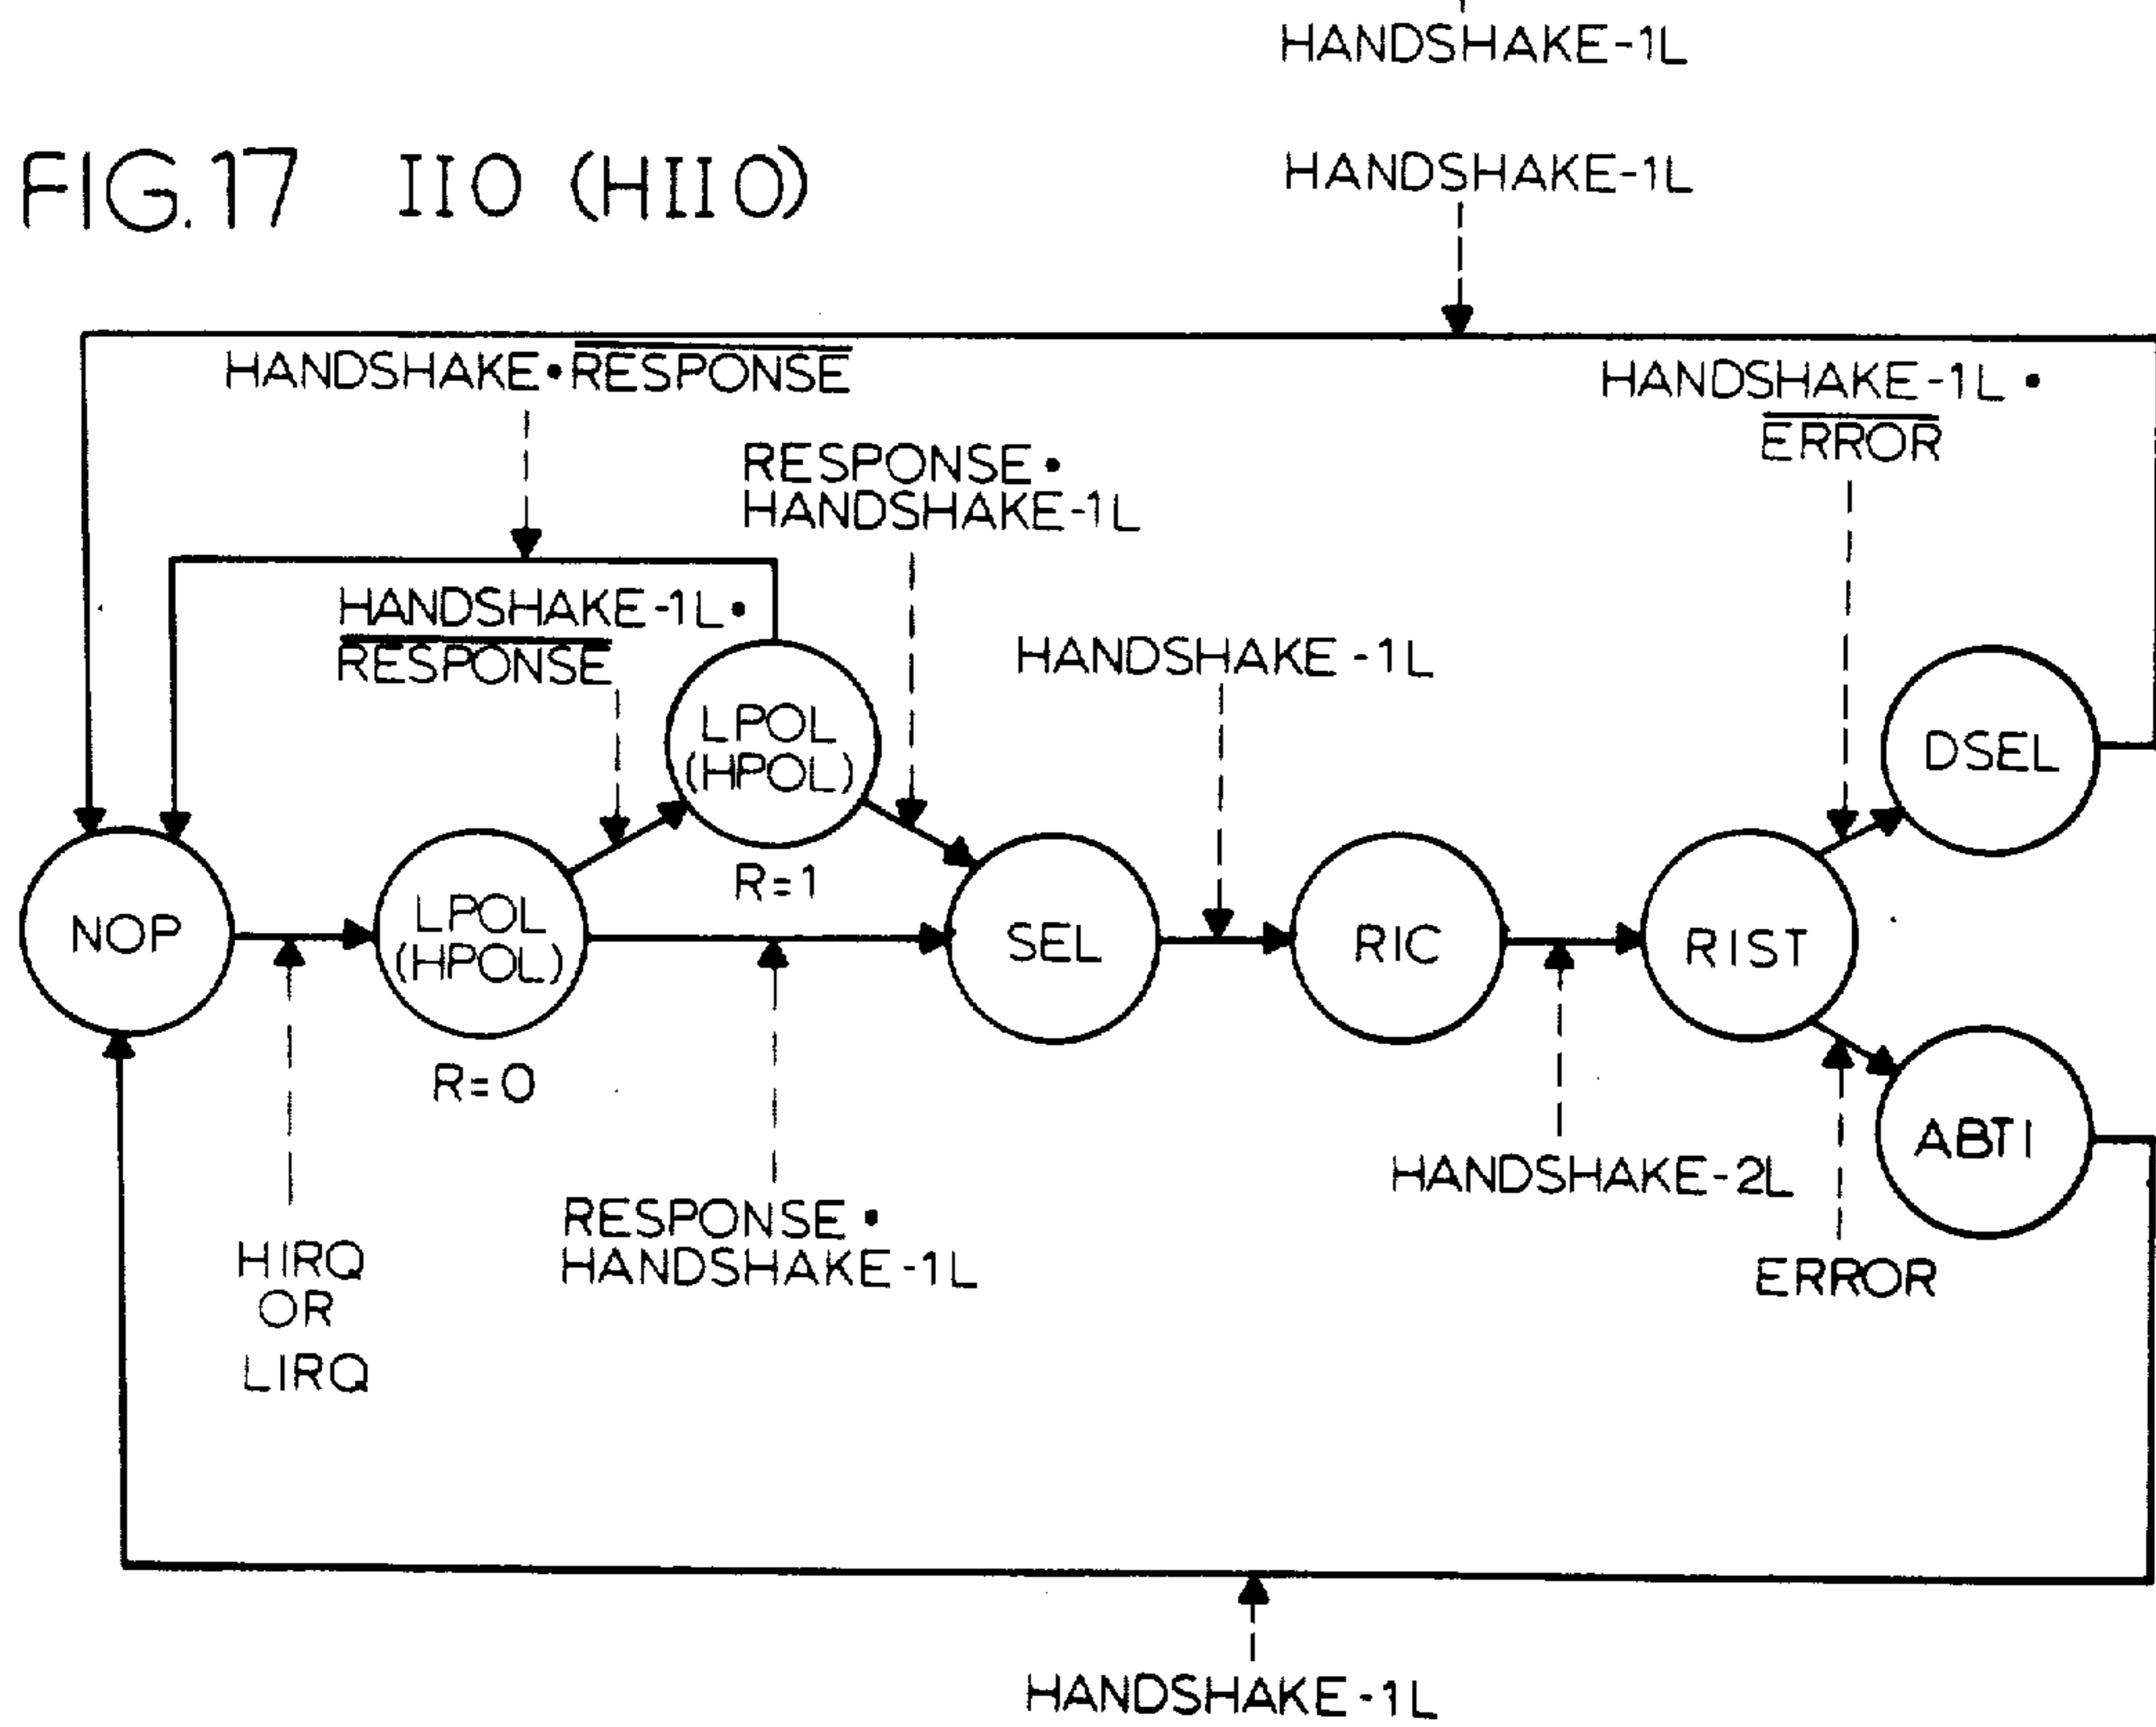 HANDSHAKE-1L
FIG.17 IIO (HIIO)
HANDSHAKE-1L
HANDSHAKE•RESPONSE
HANDSHAKE-1L•
ERROR
RESPONSE•
HANDSHAKE-1L
HANDSHAKE-1L•
RESPONSE
HANDSHAKE-1L
LPOL
(HPOL)
R=1
DSEL
NOP
LPOL
(HPOL)
R=0
SEL
RIC
RIST
ABTI
HANDSHAKE-2L
RESPONSE•
HANDSHAKE-1L
HIRQ
OR
LIRQ
ERROR
HANDSHAKE-1L